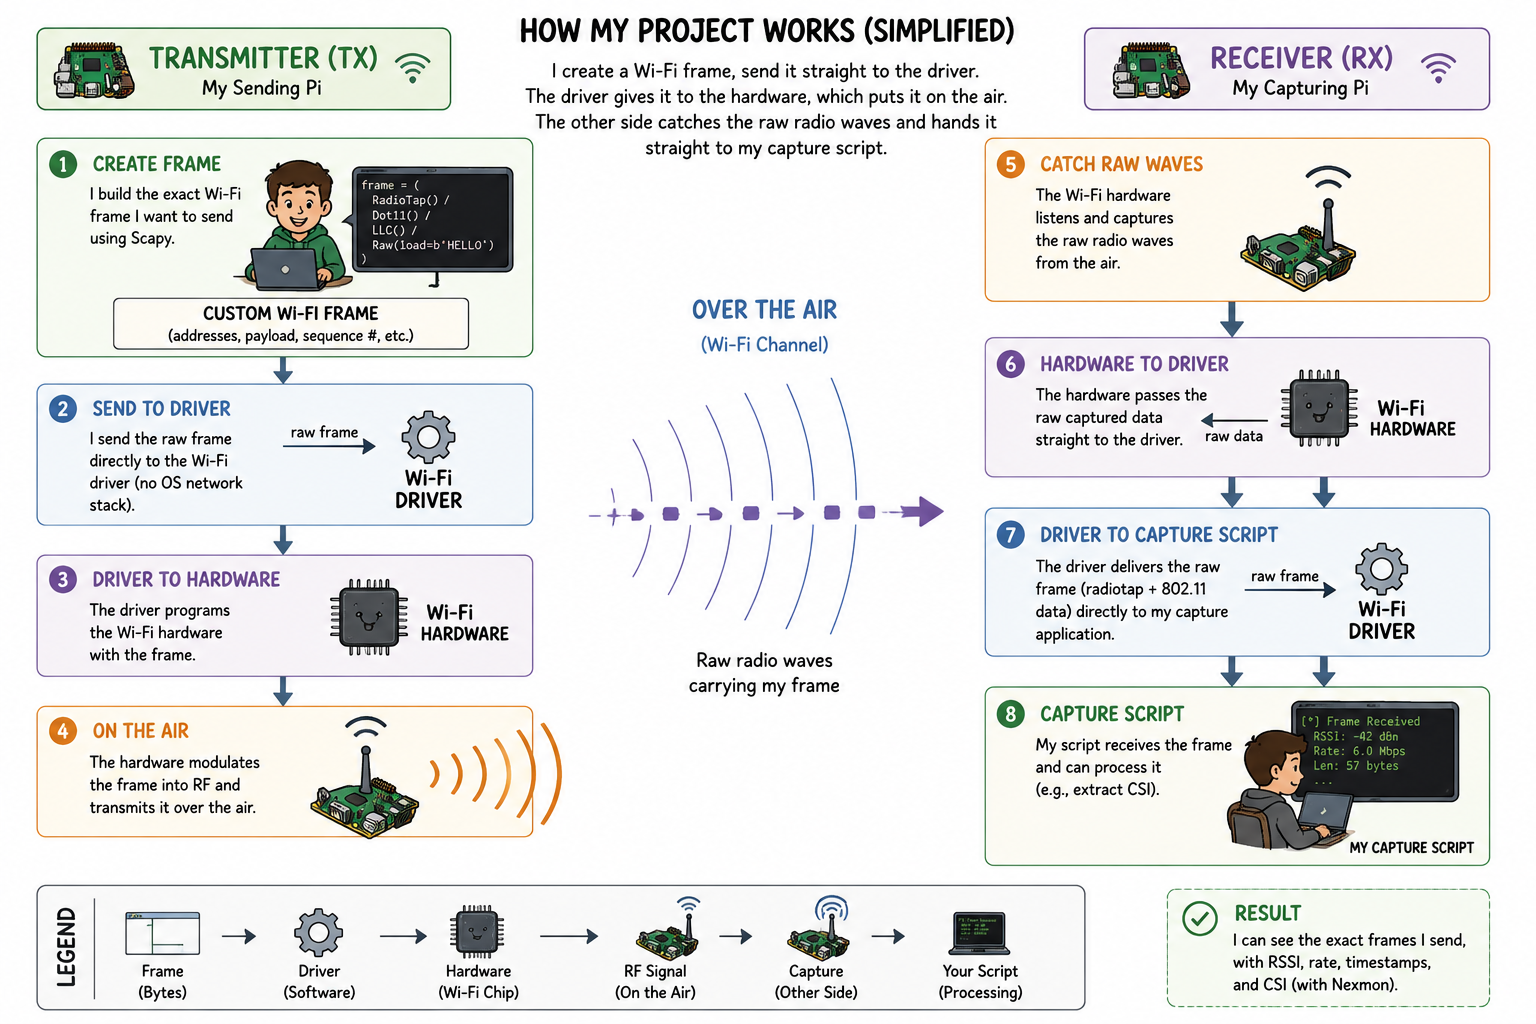 HOW MY PROJECT WORKS (SIMPLIFIED)
I create a Wi-Fi frame, send it straight to the driver.
The driver gives it to the hardware, which puts it on the air.
The other side catches the raw radio waves and hands it
straight to my capture script.
TRANSMITTER (TX)
My Sending Pi
RECEIVER (RX)
My Capturing Pi
1 CREATE FRAME
I build the exact Wi-Fi
frame I want to send
using Scapy.
frame = (
RadioTap() /
Dot11() /
LLC() /
Raw(load=b"HELLO")
)
CUSTOM Wi-Fi FRAME
(addresses, payload, sequence #, etc.)
2 SEND TO DRIVER
I send the raw frame
directly to the Wi-Fi
driver (no OS network
stack).
raw frame
Wi-Fi
DRIVER
3 DRIVER TO HARDWARE
The driver programs
the Wi-Fi hardware
with the frame.
Wi-Fi
HARDWARE
4 ON THE AIR
The hardware modulates
the frame into RF and
transmits it over the air.
OVER THE AIR
(Wi-Fi Channel)
Raw radio waves
carrying my frame
5 CATCH RAW WAVES
The Wi-Fi hardware
listens and captures
the raw radio waves
from the air.
6 HARDWARE TO DRIVER
The hardware passes the
raw captured data
straight to the driver.
raw data
Wi-Fi
HARDWARE
7 DRIVER TO CAPTURE SCRIPT
The driver delivers the raw
frame (radiotap + 802.11
data) directly to my capture
application.
raw frame
Wi-Fi
DRIVER
8 CAPTURE SCRIPT
My script receives the frame
and can process it
(e.g., extract CSI).
[*] Frame Received
RSSI: -42 dBm
Rate: 6.0 Mbps
Len: 57 bytes
...
MY CAPTURE SCRIPT
LEGEND
Frame
(Bytes)
Driver
(Software)
Hardware
(Wi-Fi Chip)
RF Signal
(On the Air)
Capture
(Other Side)
Your Script
(Processing)
RESULT
I can see the exact frames I send,
with RSSI, rate, timestamps,
and CSI (with Nexmon).